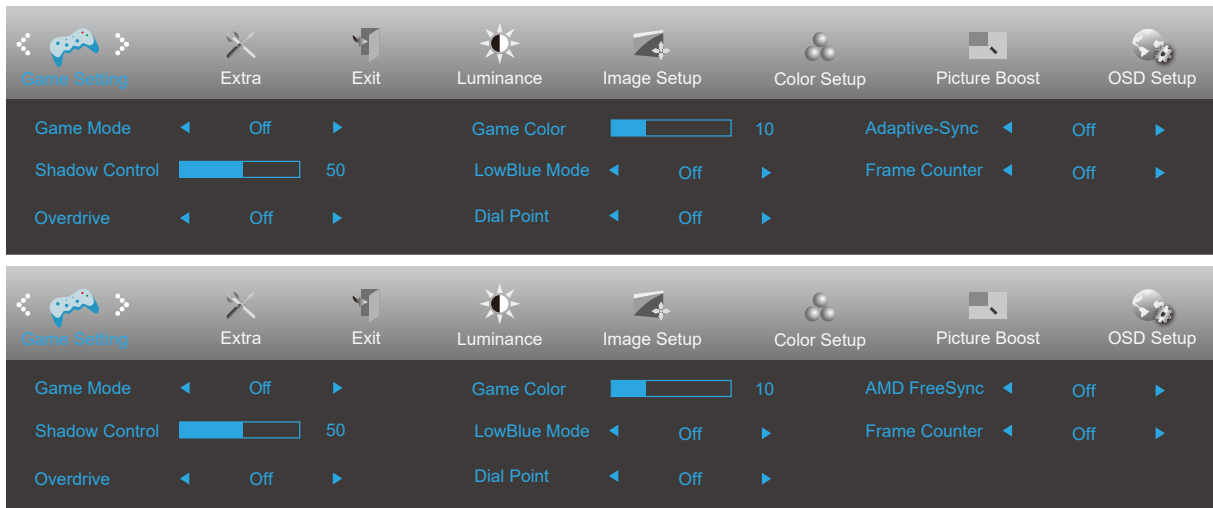 Game Setting Extra Exit Luminance Image Setup Color Setup Picture Boost OSD Setup
Game Mode Off Game Color 10 Adaptive-Sync Off
Shadow Control 50 LowBlue Mode Off Frame Counter Off
Overdrive Off Dial Point Off
Game Setting Extra Exit Luminance Image Setup Color Setup Picture Boost OSD Setup
Game Mode Off Game Color 10 AMD FreeSync Off
Shadow Control 50 LowBlue Mode Off Frame Counter Off
Overdrive Off Dial Point Off